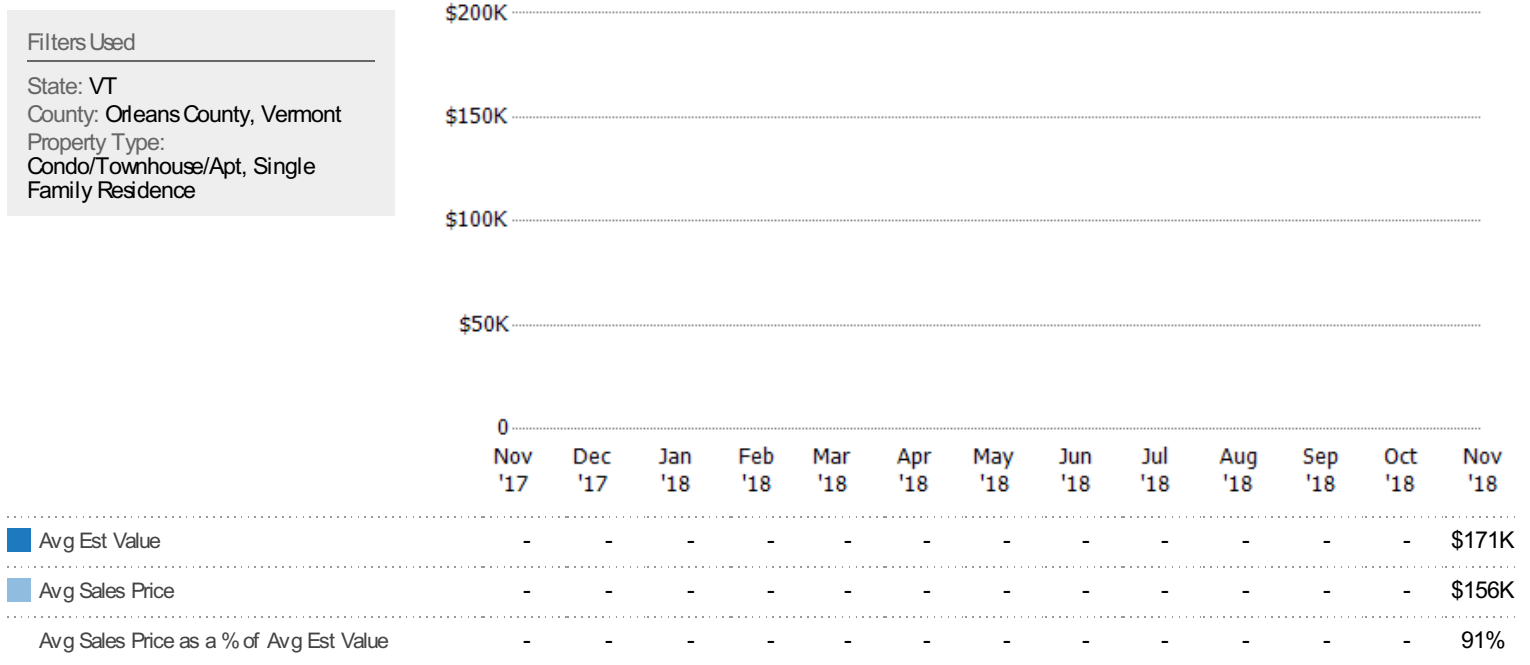 Filters Used
State: VT
County: Orleans County, Vermont
Property Type:
Condo/Townhouse/Apt, Single
Family Residence
$200K
$150K
$100K
$50K
0
Nov Dec Jan Feb Mar Apr May Jun Jul Aug Sep Oct Nov
'17 '17 '18 '18 '18 '18 '18 '18 '18 '18 '18 '18 '18
Avg Est Value - - - - - - - - - - - - $171K
Avg Sales Price - - - - - - - - - - - - $156K
Avg Sales Price as a % of Avg Est Value - - - - - - - - - - - - 91%